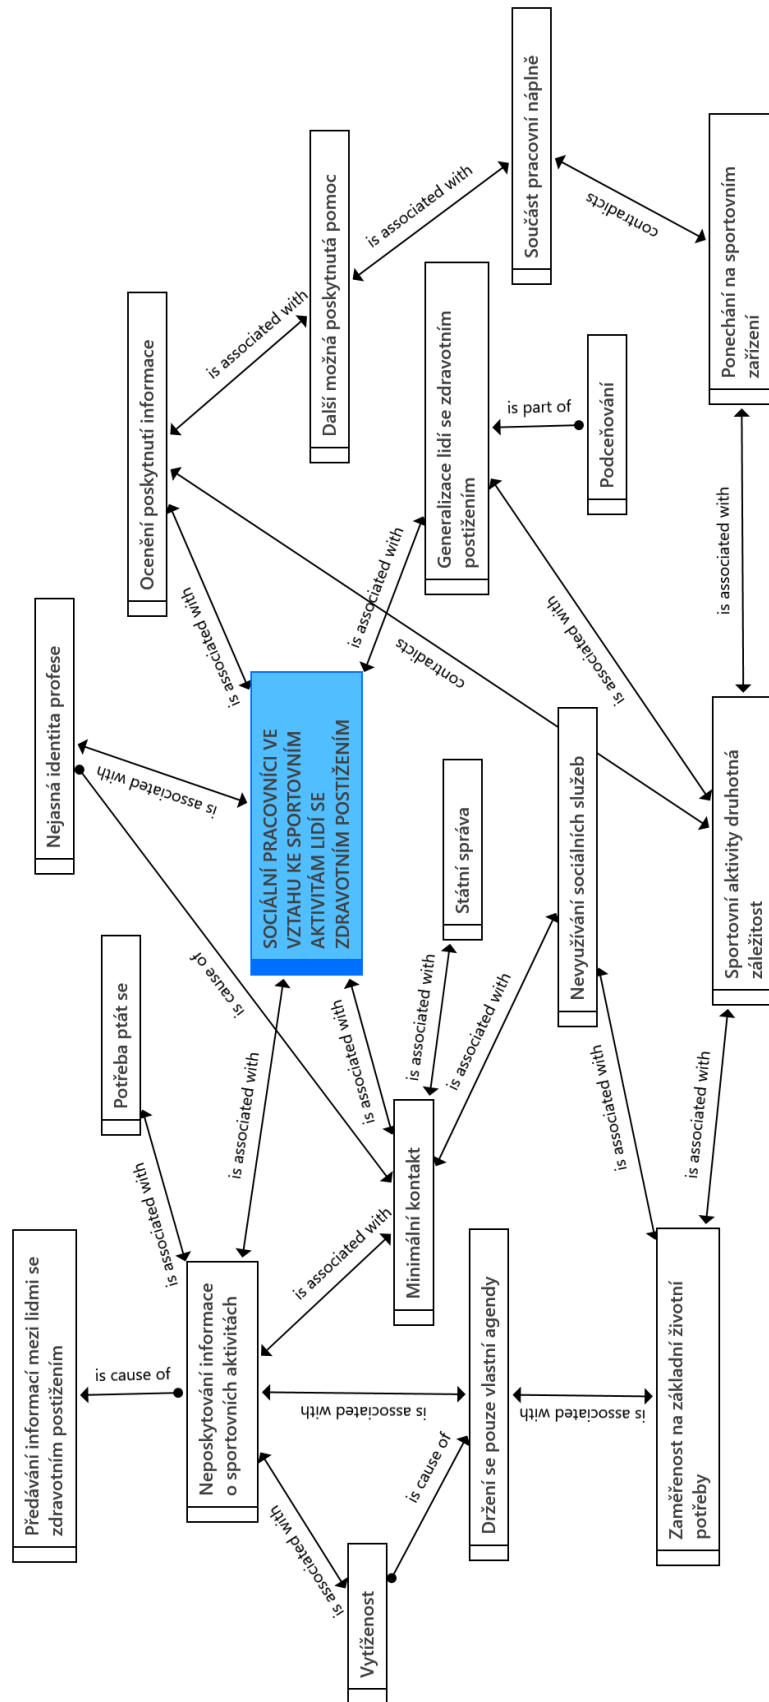 Předávání informací mezi lidmi se
zdravotním postižením
is cause of
Neposkytování informace
o sportovních aktivitách
Potřeba ptát se
is associated with
Nejasná identita profese
is associated with
is cause of
Ocenění poskytnutí informace
is associated with
is associated with
Další možná poskytnutá pomoc
is associated with
Součást pracovní náplně
contradicts
Ponechání na sportovním
zařízení
SOCIÁLNÍ PRACOVNÍCI VE
VZTAHU KE SPORTOVNÍM
AKTIVITÁM LIDÍ SE
ZDRAVOTNÍM POSTIŽENÍM
is associated with
is associated with
is associated with
contradicts
Generalizace lidí se zdravotním
postižením
is part of
Podceňování
is associated with
is associated with
Vytíženost
is associated with
is cause of
Minimální kontakt
is associated with
is associated with
Státní správa
is associated with
Nevyužívání sociálních služeb
is associated with
is associated with
Držení se pouze vlastní agendy
is associated with
Zaměřenost na základní životní
potřeby
is associated with
Sportovní aktivity druhotná
záležitost